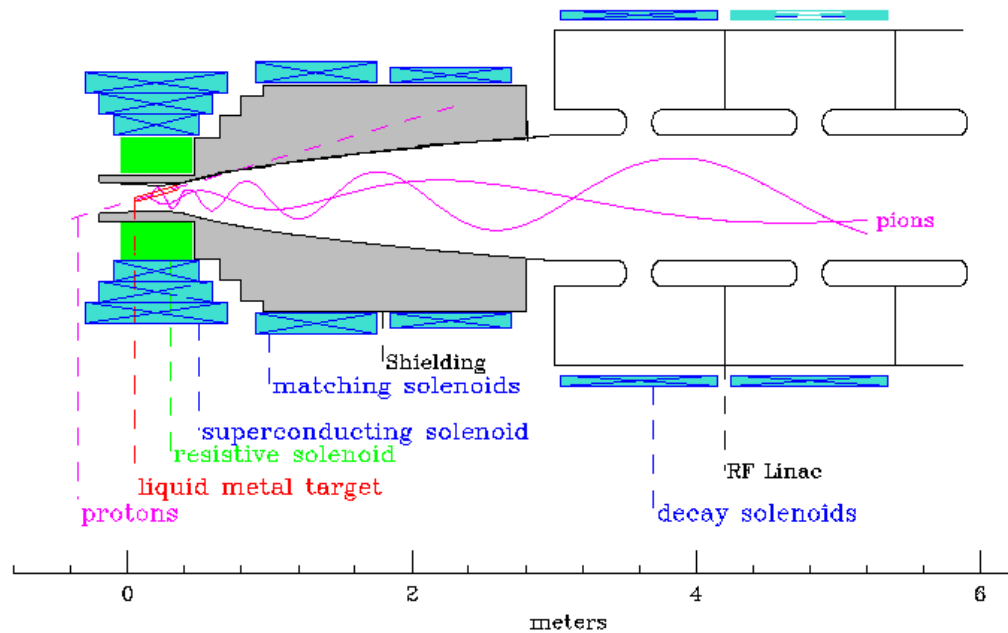 pions
Shielding
matching solenoids
superconducting solenoid
resistive solenoid
RF Linac
liquid metal target
protons
decay solenoids
0 2 4 6
meters